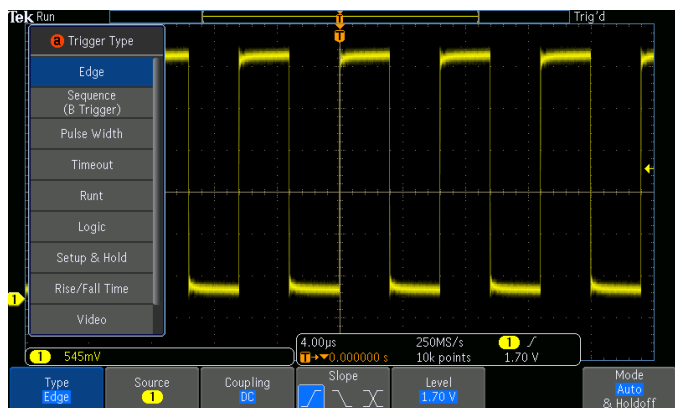 Tek Run
Trig'd
T
T
a Trigger Type
Edge
Sequence
(B Trigger)
Pulse Width
Timeout
Runt
Logic
Setup & Hold
Rise/Fall Time
Video
1
1 545mV
4.00µs 250MS/s 1
T→▼0.000000 s 10k points 1.70 V
Type
Edge
Source
1
Coupling
DC
Slope
Level
1.70 V
Mode
Auto
& Holdoff